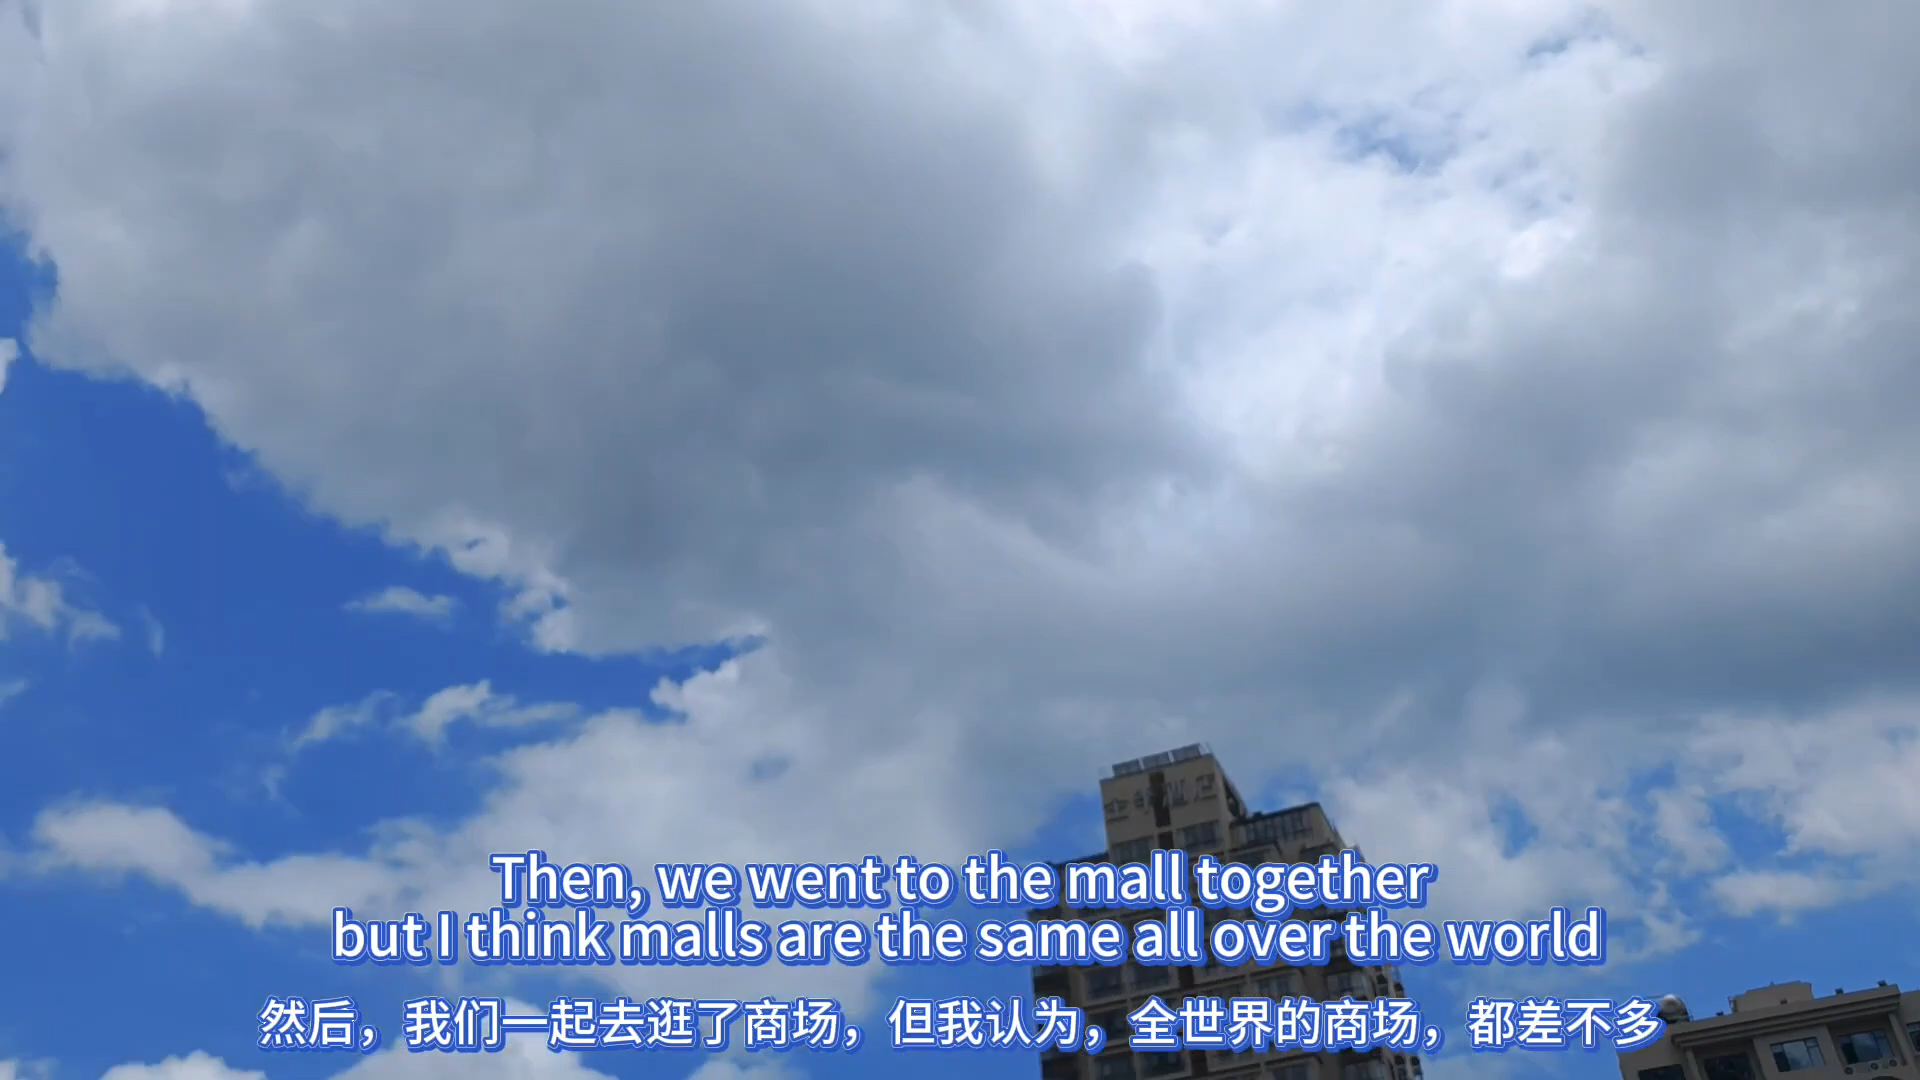 Then, we went to the mall together
but I think malls are the same all over the world
然后，我们一起去逛了商场，但我认为，全世界的商场，都差不多